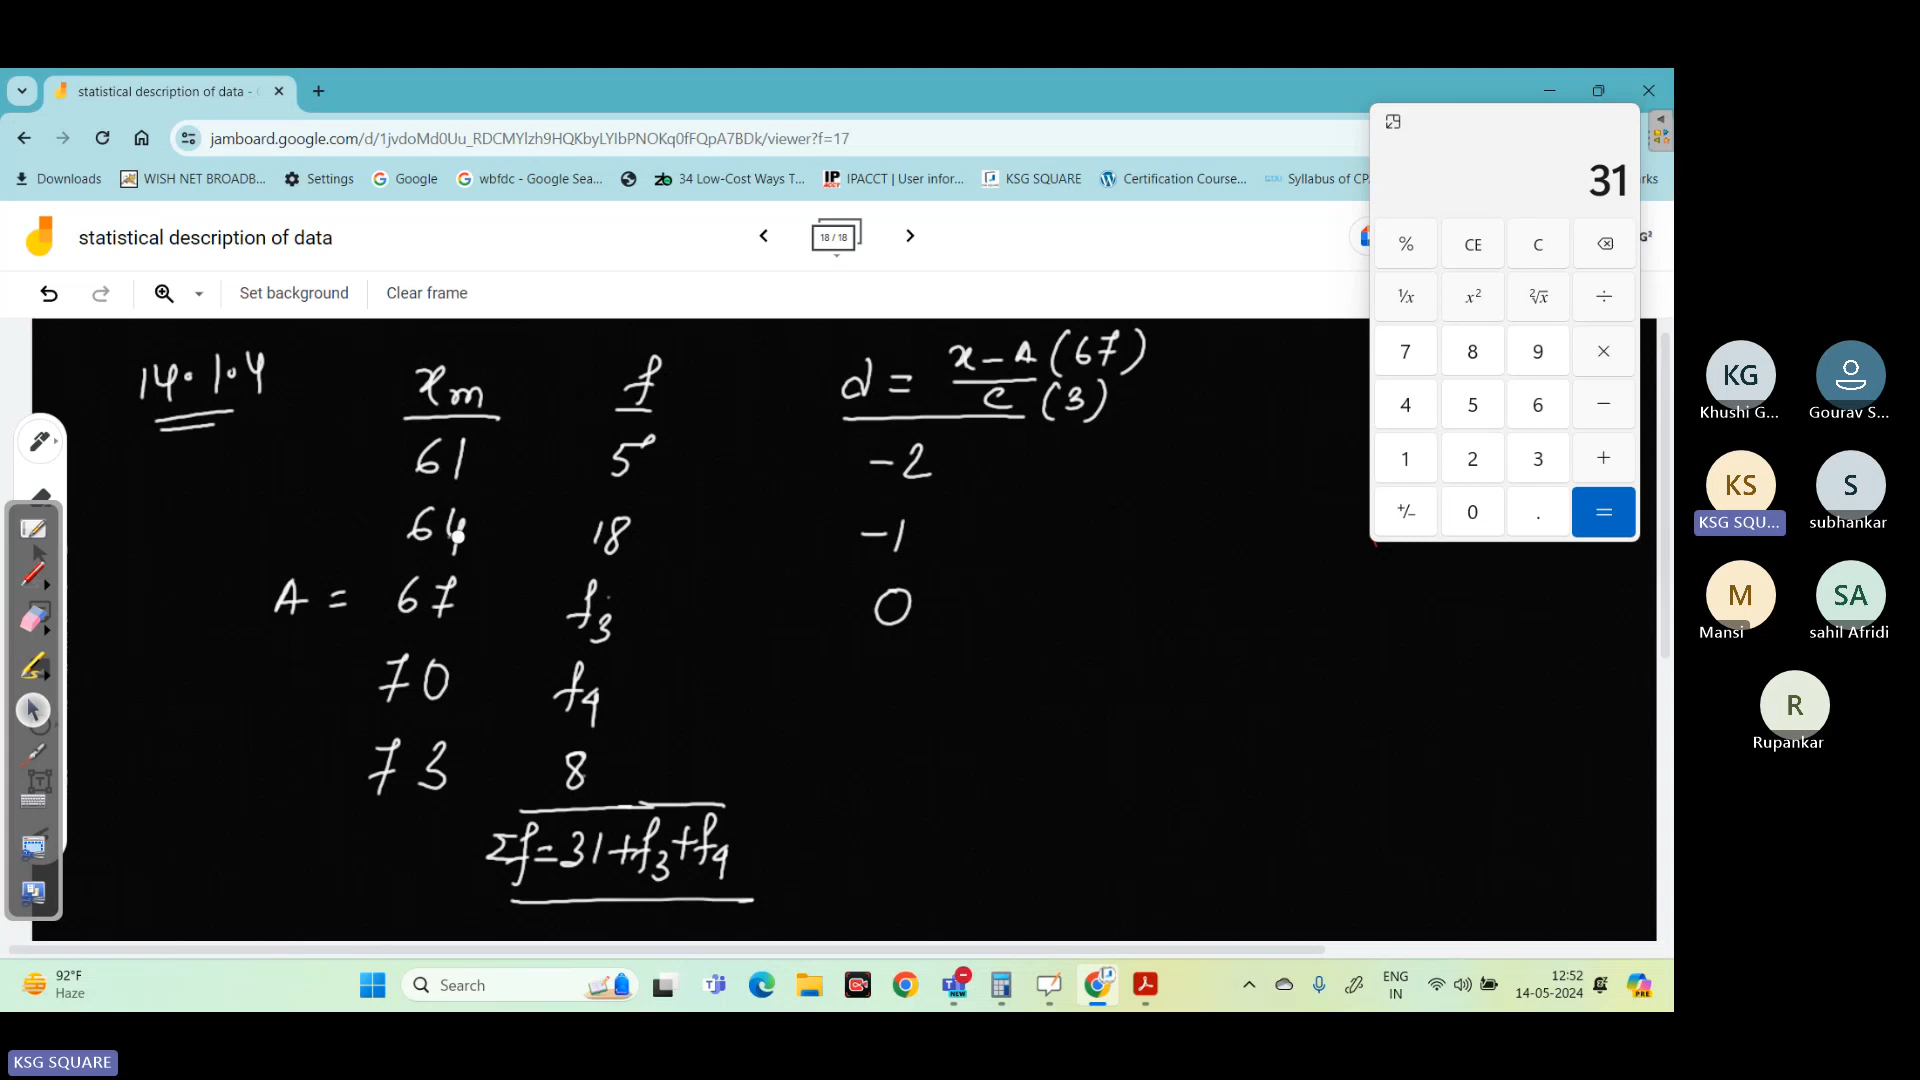 statistical description of data - 
jamboard.google.com/d/1jvdoMd0Uu_RDCMYlzh9HQKbyLYIbPNOKq0fFQpA7BDk/viewer?f=17
Downloads WISH NET BROADB... Settings Google wbfdc - Google Sea... 34 Low-Cost Ways T... IPACCT | User infor... KSG SQUARE Certification Course... Syllabus of CP
statistical description of data
18 / 18
Set background Clear frame
31
% CE C
1/x x² ²√x ÷
7 8 9 ×
4 5 6 −
1 2 3 +
+/− 0 . =
14.1.4 xm f d = x - A (67) / c (3)
61 5 -2
64 18 -1
A = 67 f3 0
70 f4
73 8
Σf = 31 + f3 + f4
KG
Khushi G... Gourav S...
KS S
KSG SQU... subhankar
M SA
Mansi sahil Afridi
R
Rupankar
92°F
Haze
Search
NEW
ENG
IN
12:52
14-05-2024
PRE
KSG SQUARE